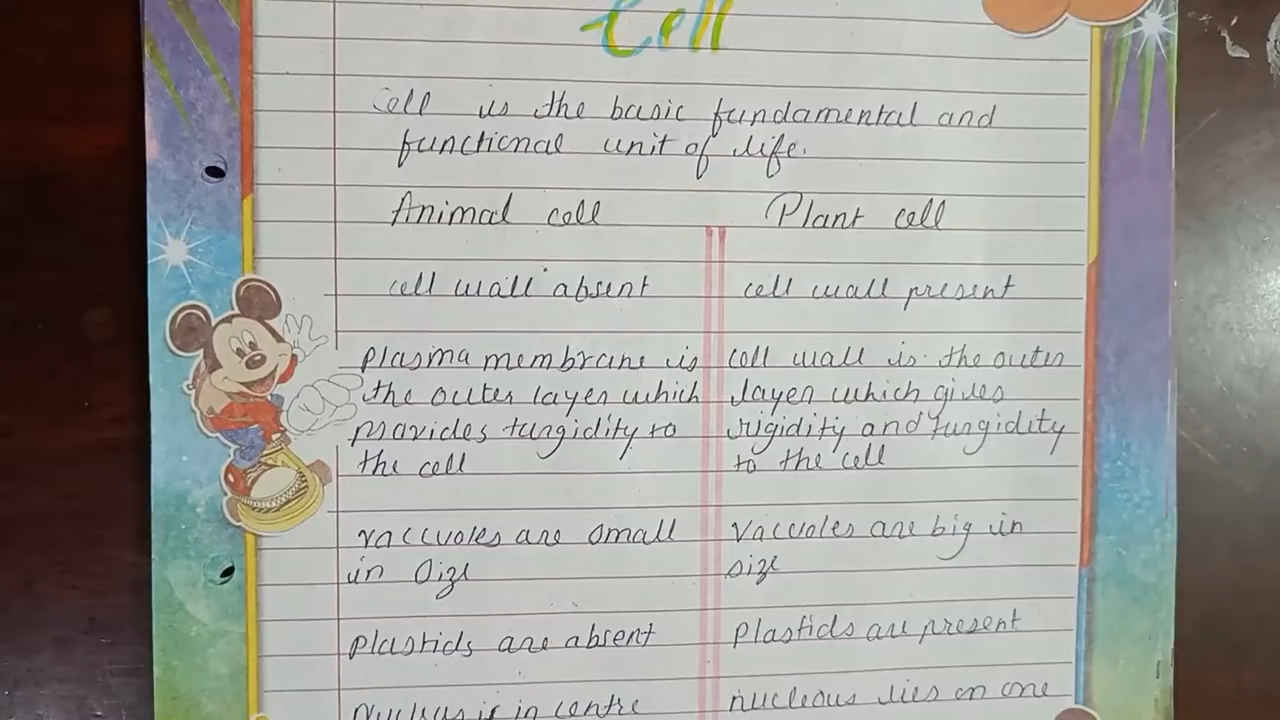 Cell
Cell is the basic fundamental and
functional unit of life.
Animal cell Plant cell
cell wall absent cell wall present
plasma membrane is cell wall is the outer
the outer layer which layer which gives
provides turgidity to rigidity and turgidity
the cell to the cell
vaccuoles are small vacuoles are big in
in size size
plastids are absent plastids are present
nucleus is in centre nucleous lies on one